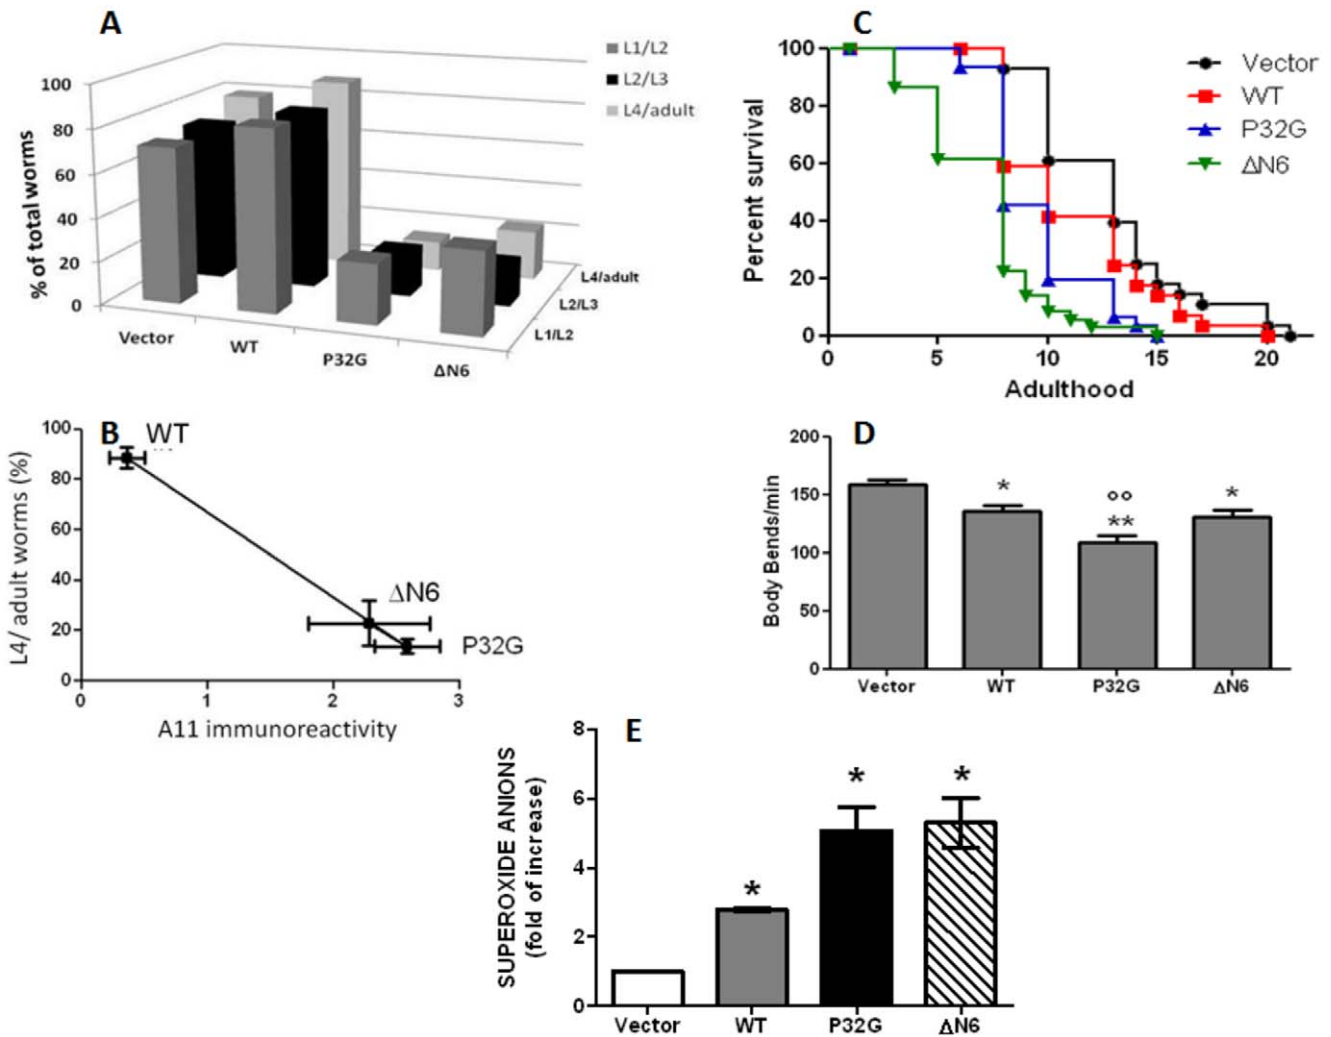 A
L1/L2
L2/L3
L4/adult
% of total worms
100
80
60
40
20
0
Vector
WT
P32G
ΔN6
L4/adult
L2/L3
L1/L2
C
Percent survival
100
80
60
40
20
0
0 5 10 15 20
Adulthood
Vector
WT
P32G
ΔN6
B
L4/ adult worms (%)
100
80
60
40
20
0
WT
ΔN6
P32G
0 1 2 3
A11 immunoreactivity
D
Body Bends/min
200
150
100
50
0
*
°°
**
*
Vector WT P32G ΔN6
E
SUPEROXIDE ANIONS
(fold of increase)
8
6
4
2
0
*
*
*
Vector WT P32G ΔN6